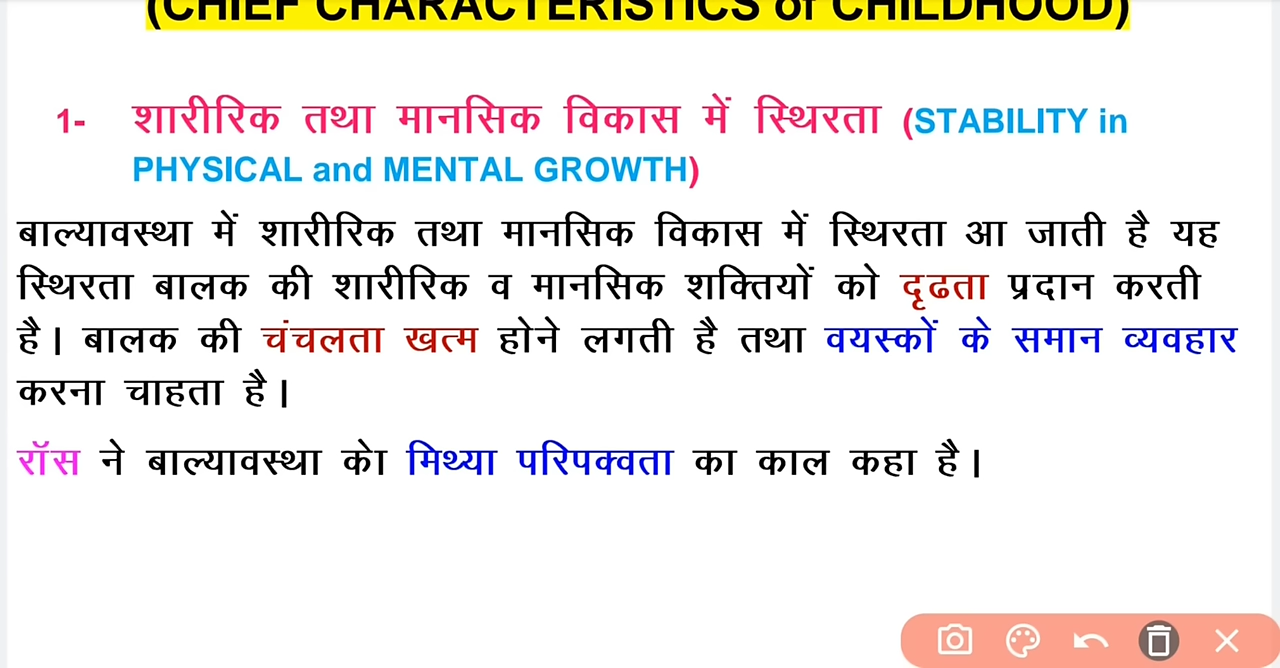 (CHIEF CHARACTERISTICS of CHILDHOOD)
1- शारीरिक तथा मानसिक विकास में स्थिरता (STABILITY in
PHYSICAL and MENTAL GROWTH)
बाल्यावस्था में शारीरिक तथा मानसिक विकास में स्थिरता आ जाती है यह
स्थिरता बालक की शारीरिक व मानसिक शक्तियों को दृढता प्रदान करती
है। बालक की चंचलता खत्म होने लगती है तथा वयस्कों के समान व्यवहार
करना चाहता है।
रॉस ने बाल्यावस्था केा मिथ्या परिपक्वता का काल कहा है।